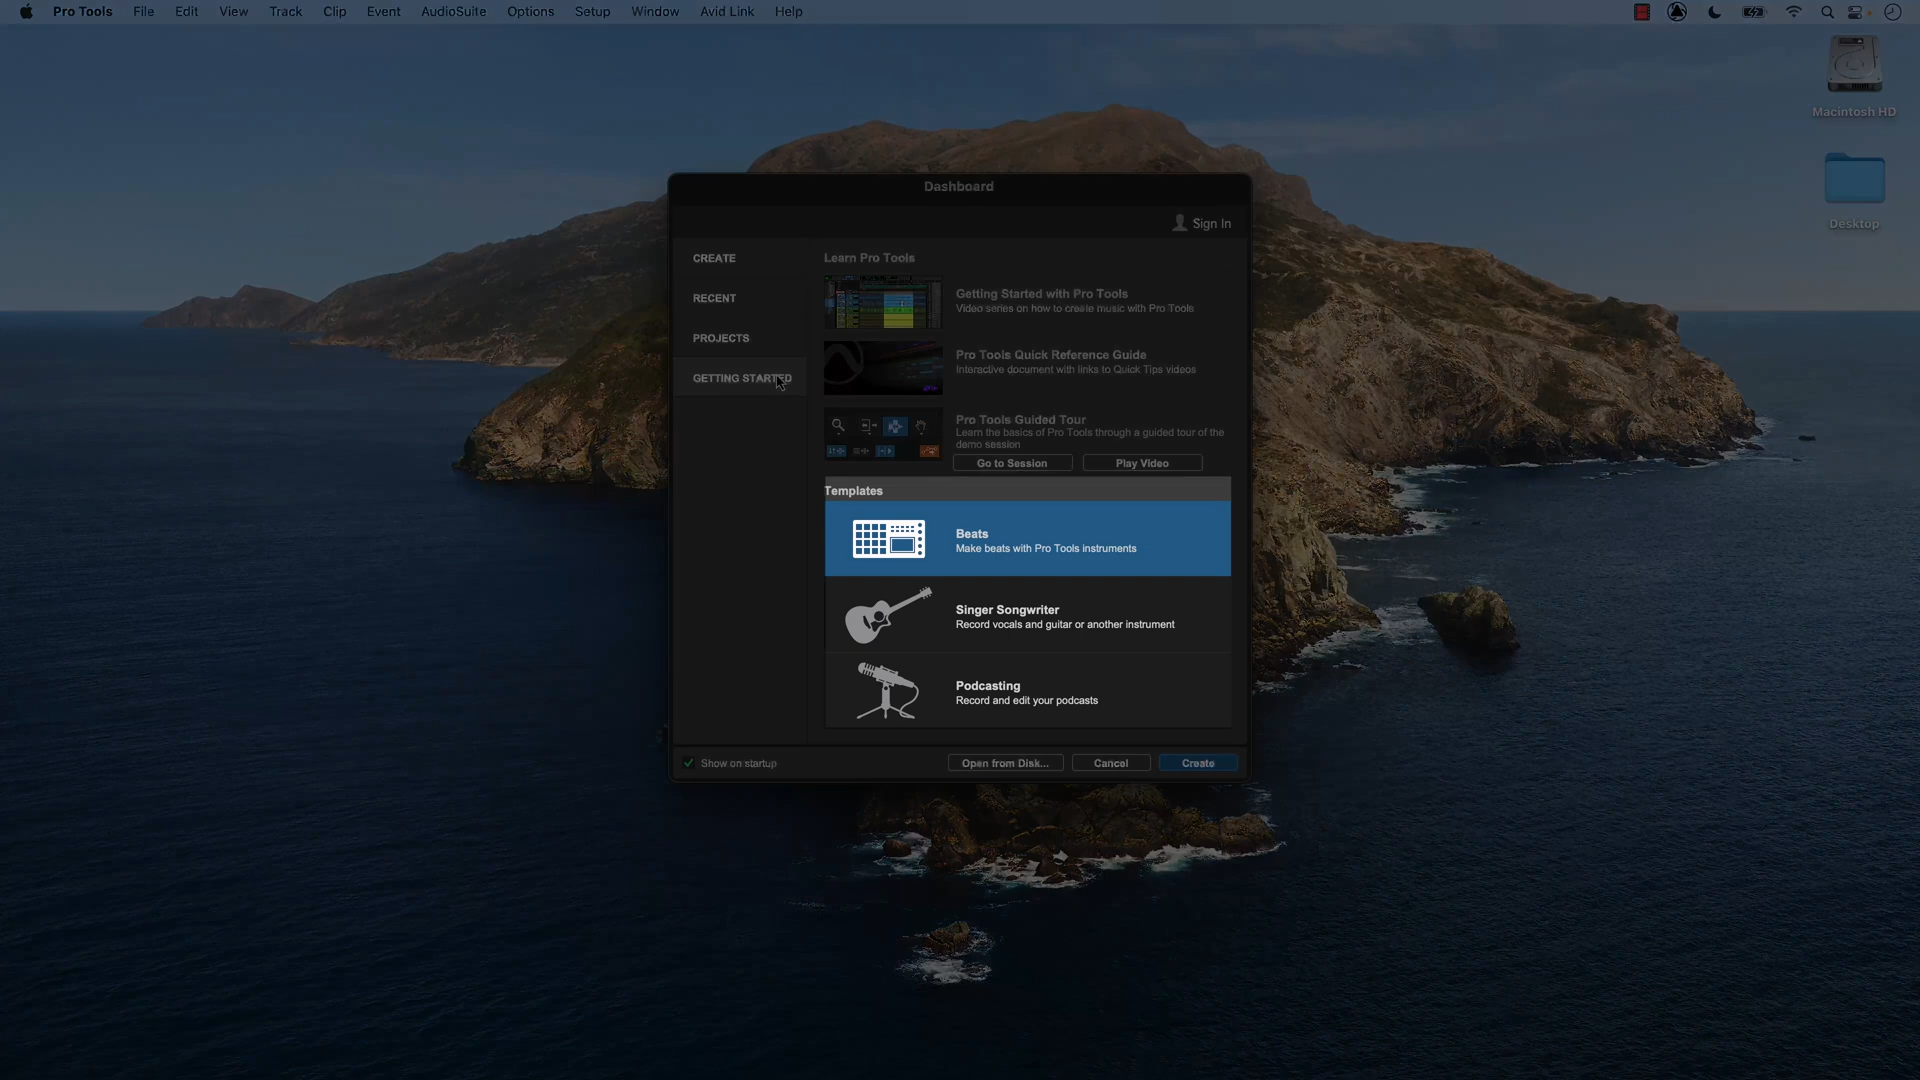 Pro Tools File Edit View Track Clip Event AudioSuite Options Setup Window Avid Link Help
Macintosh HD
Desktop
Dashboard
Sign In
CREATE
RECENT
PROJECTS
GETTING STARTED
Learn Pro Tools
Getting Started with Pro Tools
Video series on how to create music with Pro Tools
Pro Tools Quick Reference Guide
Interactive document with links to Quick Tips videos
Pro Tools Guided Tour
Learn the basics of Pro Tools through a guided tour of the
demo session
Go to Session Play Video
Templates
Beats
Make beats with Pro Tools instruments
Singer Songwriter
Record vocals and guitar or another instrument
Podcasting
Record and edit your podcasts
Show on startup Open from Disk... Cancel Create